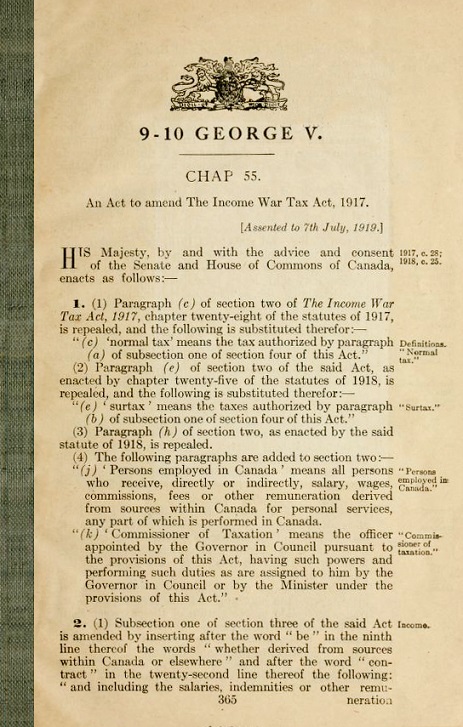 9-10 GEORGE V.
CHAP 55.
An Act to amend The Income War Tax Act, 1917.
[Assented to 7th July, 1919.]
HIS Majesty, by and with the advice and consent 1917, c. 28;
of the Senate and House of Commons of Canada, 1918, c. 25.
enacts as follows:—
1. (1) Paragraph (c) of section two of The Income War
Tax Act, 1917, chapter twenty-eight of the statutes of 1917,
is repealed, and the following is substituted therefor:—
"(c) 'normal tax' means the tax authorized by paragraph Definitions.
(a) of subsection one of section four of this Act." "Normal
tax."
(2) Paragraph (e) of section two of the said Act, as
enacted by chapter twenty-five of the statutes of 1918, is
repealed, and the following is substituted therefor:—
"(e) ' surtax ' means the taxes authorized by paragraph "Surtax."
(b) of subsection one of section four of this Act."
(3) Paragraph (h) of section two, as enacted by the said
statute of 1918, is repealed.
(4) The following paragraphs are added to section two:—
"(j) ' Persons employed in Canada ' means all persons "Persons
who receive, directly or indirectly, salary, wages, employed in
commissions, fees or other remuneration derived Canada."
from sources within Canada for personal services,
any part of which is performed in Canada.
"(k) ' Commissioner of Taxation ' means the officer "Commis-
appointed by the Governor in Council pursuant to sioner of
the provisions of this Act, having such powers and taxation."
performing such duties as are assigned to him by the
Governor in Council or by the Minister under the
provisions of this Act."
2. (1) Subsection one of section three of the said Act Income.
is amended by inserting after the word " be " in the ninth
line thereof the words " whether derived from sources
within Canada or elsewhere " and after the word " con-
tract " in the twenty-second line thereof the following:
" and including the salaries, indemnities or other remu-
365 neration